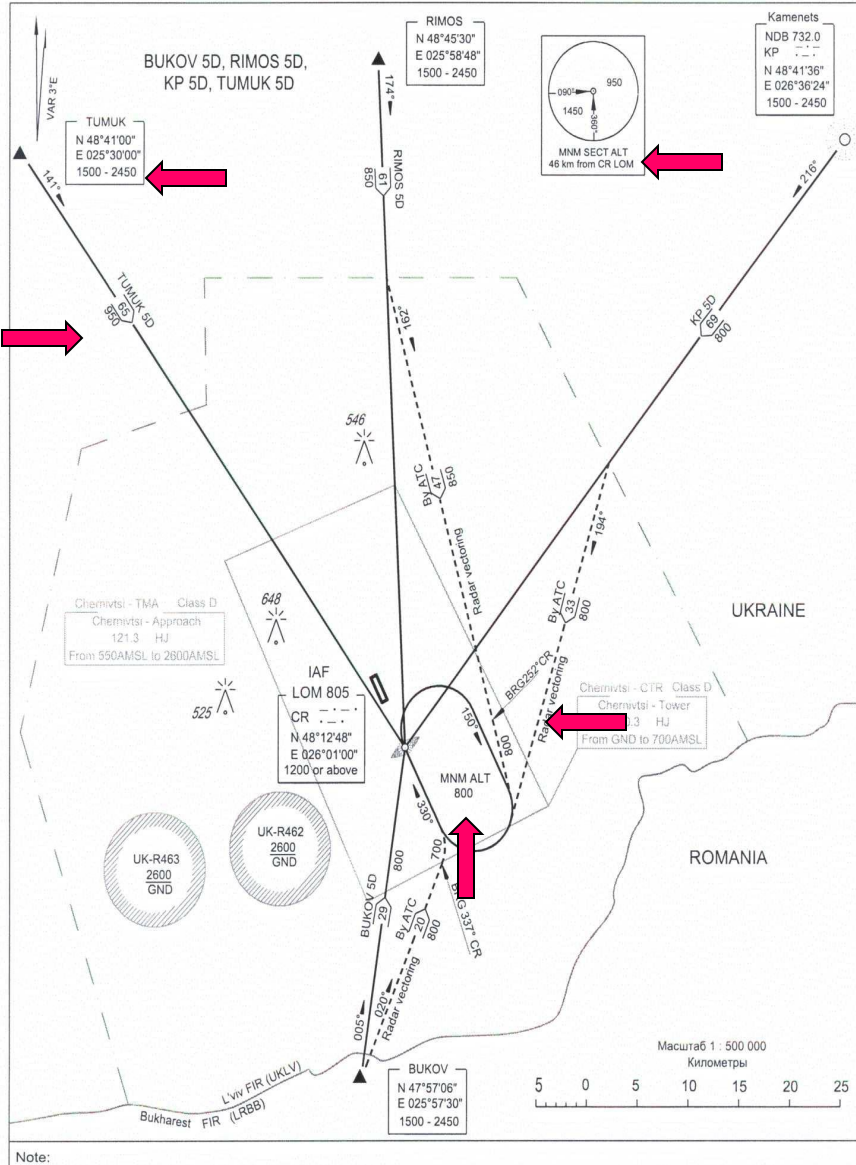 BUKOV 5D, RIMOS 5D,
KP 5D, TUMUK 5D
VAR 3°E
TUMUK
N 48°41'00"
E 025°30'00"
1500 - 2450
RIMOS
N 48°45'30"
E 025°58'48"
1500 - 2450
090°
950
1450
360°
MNM SECT ALT
46 km from CR LOM
Kamenets
NDB 732.0
KP
N 48°41'36"
E 026°36'24"
1500 - 2450
141°
174°
216°
TUMUK 5D
65
950
RIMOS 5D
61
850
KP 5D
69
800
162°
By ATC
47
850
Radar vectoring
194°
By ATC
33
800
Radar vectoring
546
648
525
Chernivtsi - TMA Class D
Chernivtsi - Approach
121.3 HJ
From 550AMSL to 2600AMSL
UKRAINE
IAF
LOM 805
CR
N 48°12'48"
E 026°01'00"
1200 or above
BRG252°CR
800
150°
MNM ALT
800
330°
Chernivtsi - CTR Class D
Chernivtsi - Tower
.3 HJ
From GND to 700AMSL
UK-R463
2600
GND
UK-R462
2600
GND
ROMANIA
BUKOV 5D
29
800
700
By ATC
20
800
BRG 337° CR
Radar vectoring
005°
020°
L'viv FIR (UKLV)
Bukharest FIR (LRBB)
BUKOV
N 47°57'06"
E 025°57'30"
1500 - 2450
Масштаб 1 : 500 000
Километры
5 0 5 10 15 20 25
Note: